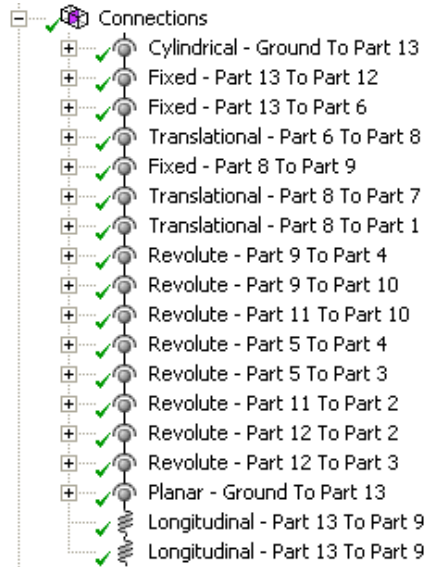 Connections
Cylindrical - Ground To Part 13
Fixed - Part 13 To Part 12
Fixed - Part 13 To Part 6
Translational - Part 6 To Part 8
Fixed - Part 8 To Part 9
Translational - Part 8 To Part 7
Translational - Part 8 To Part 1
Revolute - Part 9 To Part 4
Revolute - Part 9 To Part 10
Revolute - Part 11 To Part 10
Revolute - Part 5 To Part 4
Revolute - Part 5 To Part 3
Revolute - Part 11 To Part 2
Revolute - Part 12 To Part 2
Revolute - Part 12 To Part 3
Planar - Ground To Part 13
Longitudinal - Part 13 To Part 9
Longitudinal - Part 13 To Part 9